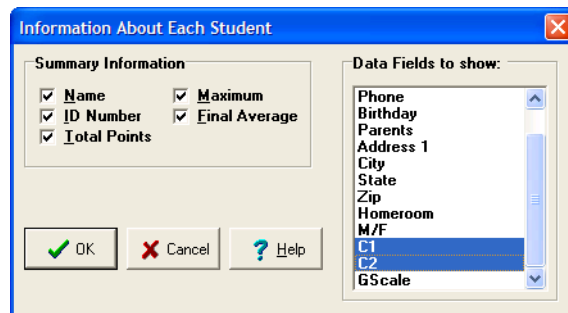 Information About Each Student
Summary Information
Name
Maximum
ID Number
Final Average
Total Points
Data Fields to show:
Phone
Birthday
Parents
Address 1
City
State
Zip
Homeroom
M/F
C1
C2
GScale
OK
Cancel
Help